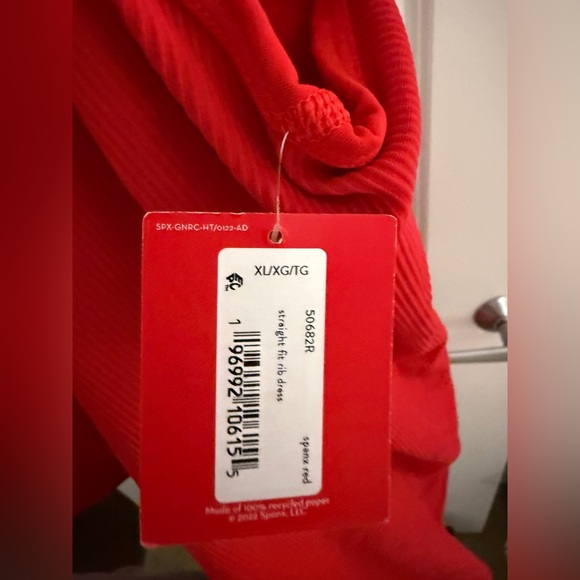 SPX-GNRC-HT/0122-AD
XL/XG/TG
50682R
straight fit rib dress
spanx red
1 96992 10615 5
Made of 100% recycled paper
© 2022 Spanx, LLC.